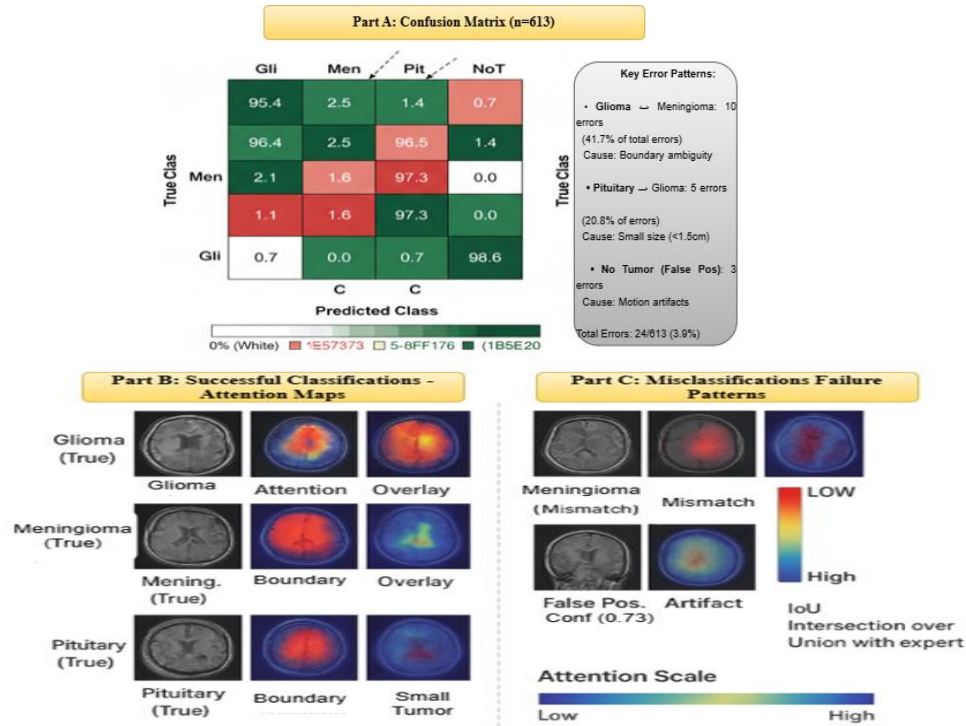 Part A: Confusion Matrix (n=613)
Gli Men Pit NoT
95.4 2.5 1.4 0.7
96.4 2.5 96.5 1.4
Men 2.1 1.6 97.3 0.0
1.1 1.6 97.3 0.0
Gli 0.7 0.0 0.7 98.6
True Clas
True Clas
C C
Predicted Class
0% (White) 1E57373 5-8FF176 (1B5E20
Key Error Patterns:
• Glioma ↔ Meningioma: 10
errors
(41.7% of total errors)
Cause: Boundary ambiguity
• Pituitary → Glioma: 5 errors
(20.8% of errors)
Cause: Small size (<1.5cm)
• No Tumor (False Pos): 3
errors
Cause: Motion artifacts
Total Errors: 24/613 (3.9%)
Part B: Successful Classifications -
Attention Maps
Glioma
(True)
Glioma Attention Overlay
Meningioma
(True)
Mening. Boundary Overlay
(True)
Pltultary
(True)
Pituitary Boundary Small
(True) Tumor
Part C: Misclassifications Failure
Patterns
Meningioma Mismatch
(Mismatch)
LOW
High
False Pos. Artifact
Conf (0.73)
IoU
Intersection over
Union with expert
Attention Scale
Low High